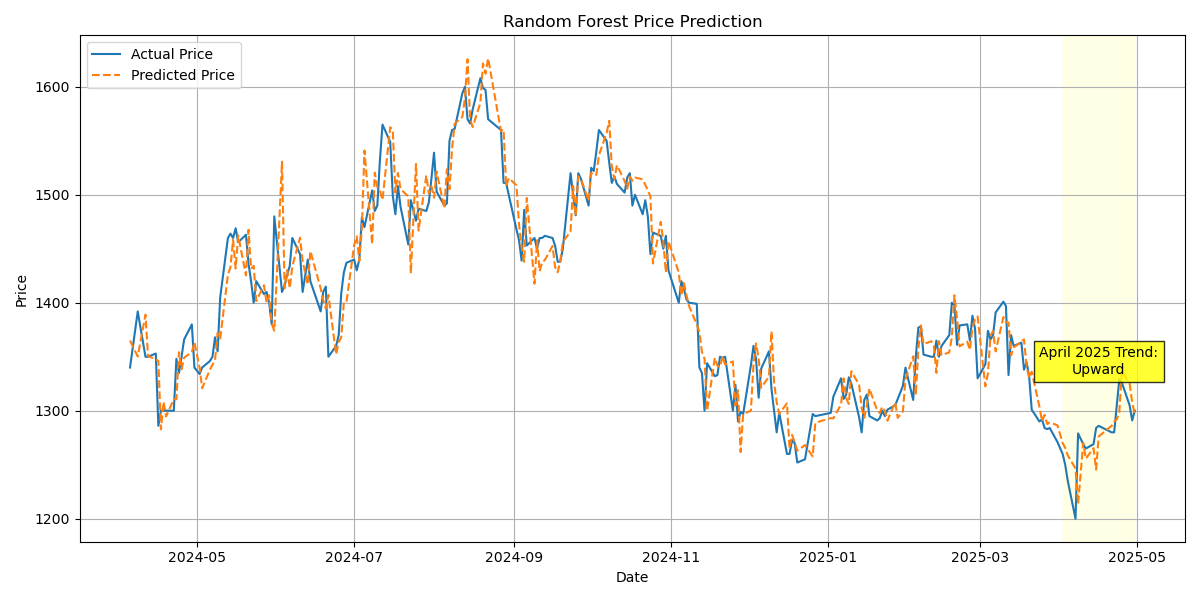 Random Forest Price Prediction
Actual Price
Predicted Price
Price
1600
1500
1400
1300
1200
April 2025 Trend:
Upward
2024-05
2024-07
2024-09
2024-11
2025-01
2025-03
2025-05
Date